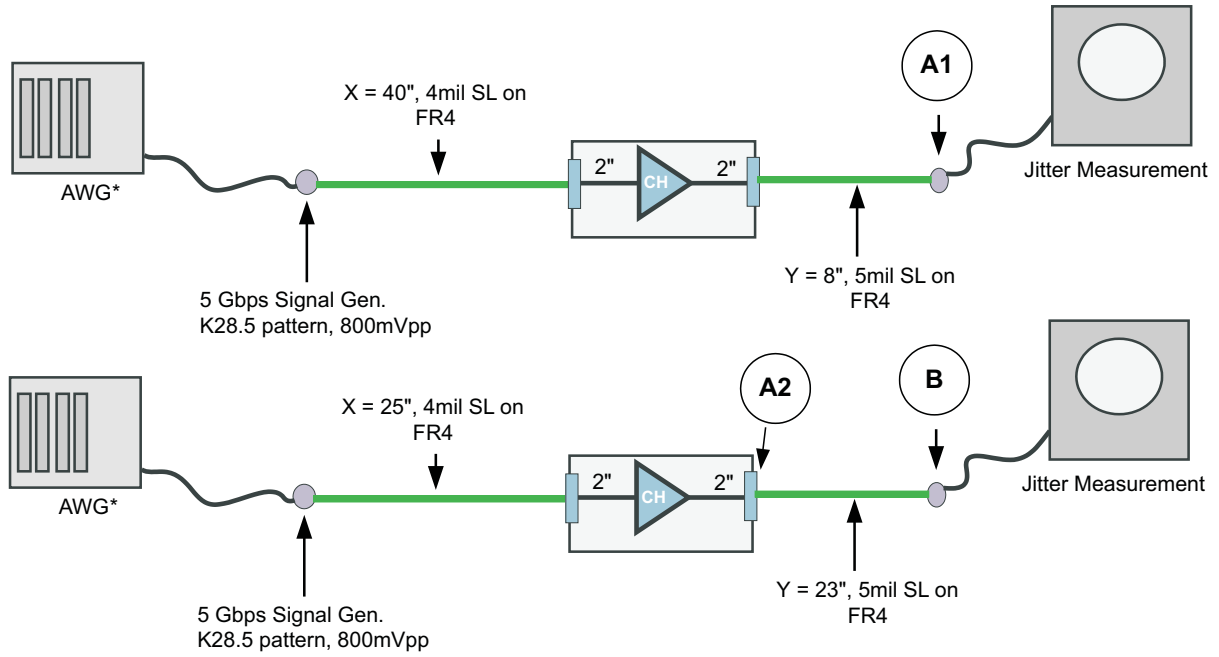 A1
X = 40", 4mil SL on
FR4
2"
CH
2"
Jitter Measurement
AWG*
Y = 8", 5mil SL on
FR4
5 Gbps Signal Gen.
K28.5 pattern, 800mVpp
A2
B
X = 25", 4mil SL on
FR4
2"
CH
2"
Jitter Measurement
AWG*
Y = 23", 5mil SL on
FR4
5 Gbps Signal Gen.
K28.5 pattern, 800mVpp